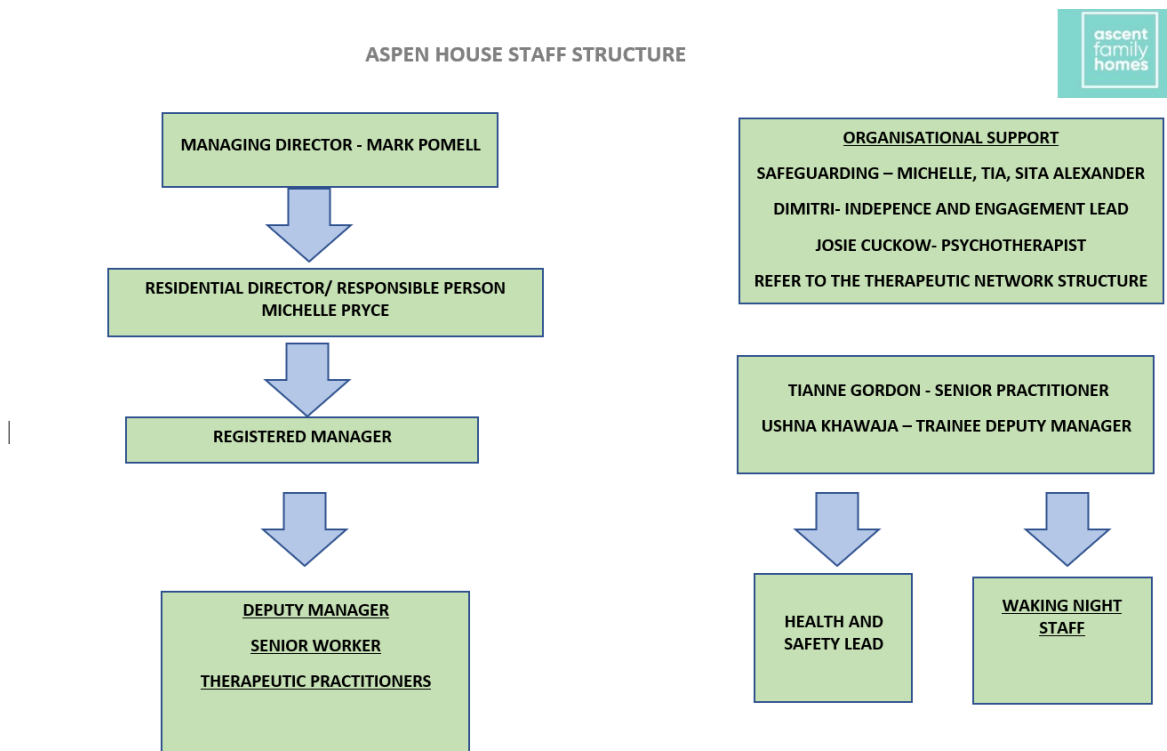 ASPEN HOUSE STAFF STRUCTURE
ascent
family
homes
MANAGING DIRECTOR - MARK POMELL
RESIDENTIAL DIRECTOR/ RESPONSIBLE PERSON
MICHELLE PRYCE
REGISTERED MANAGER
DEPUTY MANAGER
SENIOR WORKER
THERAPEUTIC PRACTITIONERS
ORGANISATIONAL SUPPORT
SAFEGUARDING – MICHELLE, TIA, SITA ALEXANDER
DIMITRI- INDEPENCE AND ENGAGEMENT LEAD
JOSIE CUCKOW- PSYCHOTHERAPIST
REFER TO THE THERAPEUTIC NETWORK STRUCTURE
TIANNE GORDON - SENIOR PRACTITIONER
USHNA KHAWAJA – TRAINEE DEPUTY MANAGER
HEALTH AND
SAFETY LEAD
WAKING NIGHT
STAFF